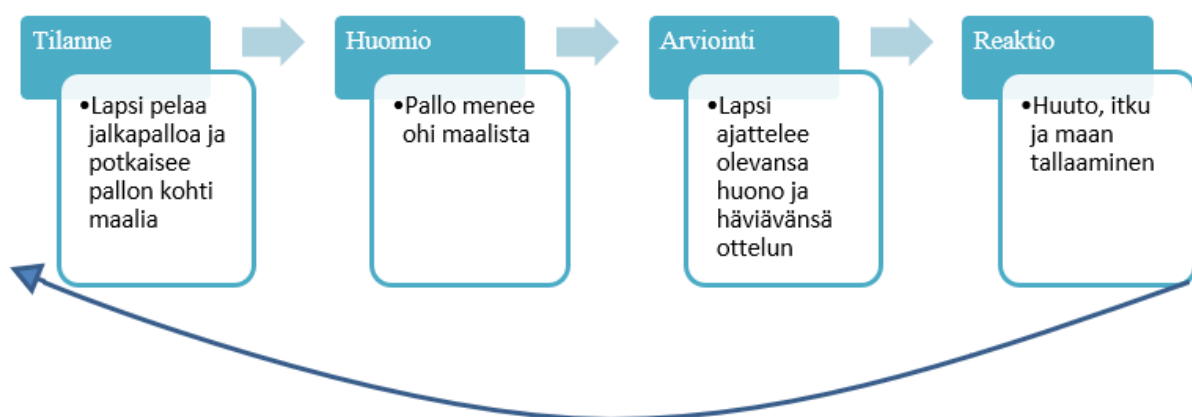 Tilanne
•Lapsi pelaa
jalkapalloa ja
potkaisee
pallon kohti
maalia
Huomio
•Pallo menee
ohi maalista
Arviointi
•Lapsi
ajattelee
olevansa
huono ja
häviävänsä
ottelun
Reaktio
•Huuto, itku
ja maan
tallaaminen